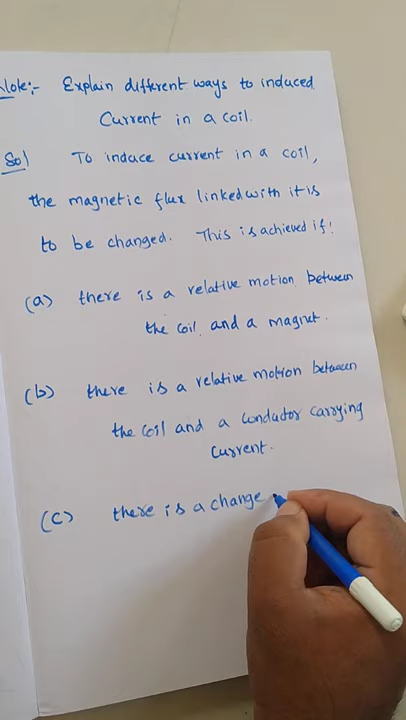 Note:- Explain different ways to induced
Current in a coil.
Sol To induce current in a coil,
the magnetic flux linked with it is
to be changed. This is achieved if!
(a) there is a relative motion between
the coil and a magnet.
(b) there is a relative motion between
the coil and a conductor carrying
Current.
(c) there is a change